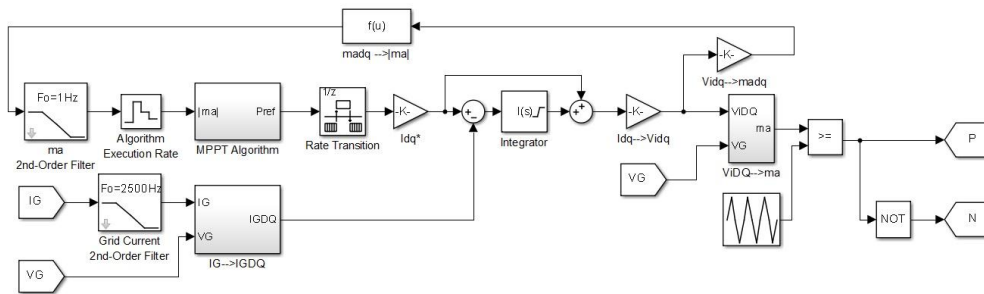 f(u)
madq -->|ma|
-K-
Vidq-->madq
Fo=1Hz
ma
2nd-Order Filter
Algorithm
Execution Rate
|ma|
Pref
MPPT Algorithm
1/z
Rate Transition
-K-
Idq*
I(s)
Integrator
-K-
Idq-->Vidq
ViDQ
ma
VG
ViDQ-->ma
>=
P
VG
NOT
N
IG
Fo=2500Hz
Grid Current
2nd-Order Filter
IG
VG
IGDQ
IG-->IGDQ
VG